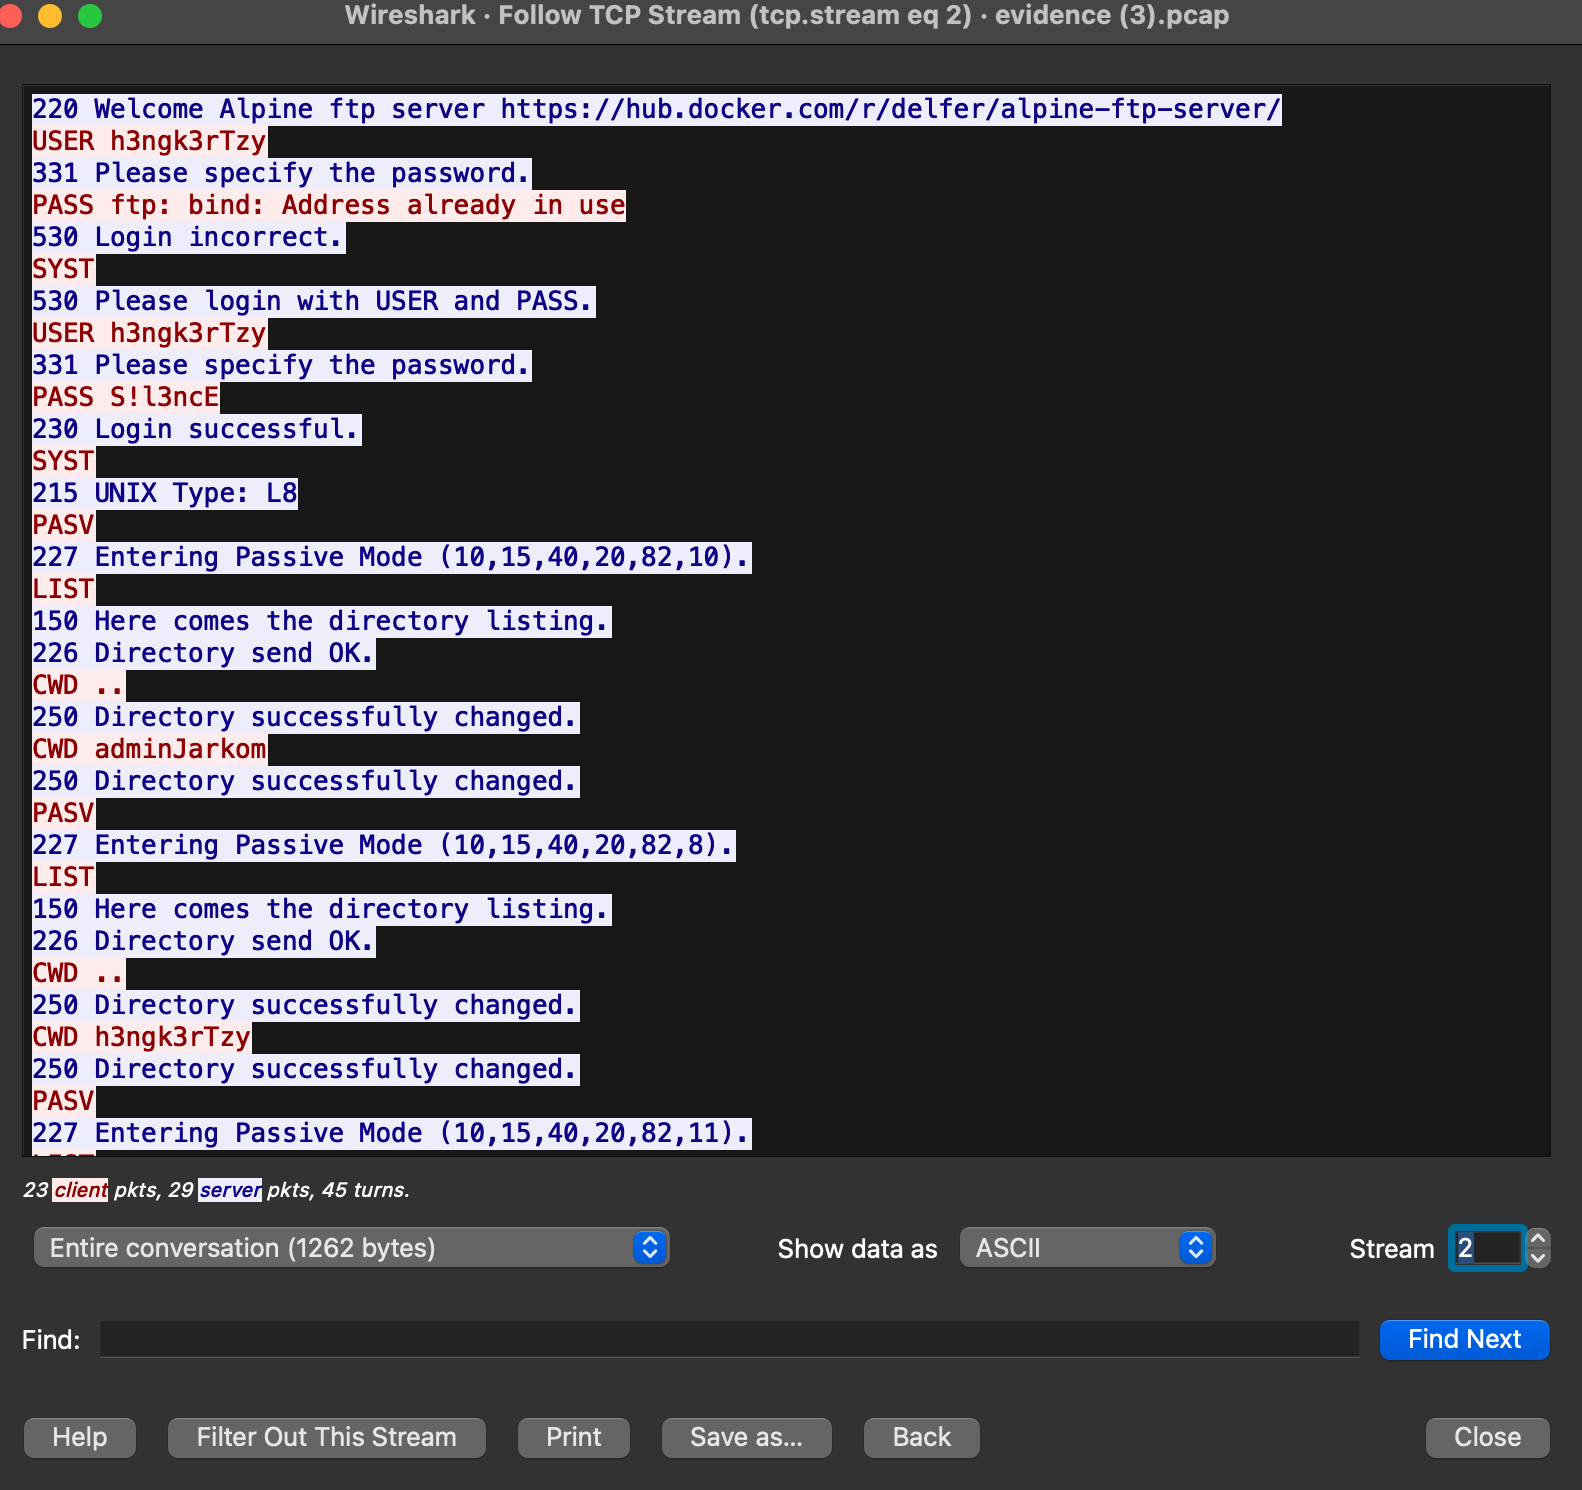 Wireshark · Follow TCP Stream (tcp.stream eq 2) · evidence (3).pcap
220 Welcome Alpine ftp server https://hub.docker.com/r/delfer/alpine-ftp-server/
USER h3ngk3rTzy
331 Please specify the password.
PASS ftp: bind: Address already in use
530 Login incorrect.
SYST
530 Please login with USER and PASS.
USER h3ngk3rTzy
331 Please specify the password.
PASS S!l3ncE
230 Login successful.
SYST
215 UNIX Type: L8
PASV
227 Entering Passive Mode (10,15,40,20,82,10).
LIST
150 Here comes the directory listing.
226 Directory send OK.
CWD ..
250 Directory successfully changed.
CWD adminJarkom
250 Directory successfully changed.
PASV
227 Entering Passive Mode (10,15,40,20,82,8).
LIST
150 Here comes the directory listing.
226 Directory send OK.
CWD ..
250 Directory successfully changed.
CWD h3ngk3rTzy
250 Directory successfully changed.
PASV
227 Entering Passive Mode (10,15,40,20,82,11).
23 client pkts, 29 server pkts, 45 turns.
Entire conversation (1262 bytes) Show data as ASCII Stream 2
Find: Find Next
Help Filter Out This Stream Print Save as... Back Close